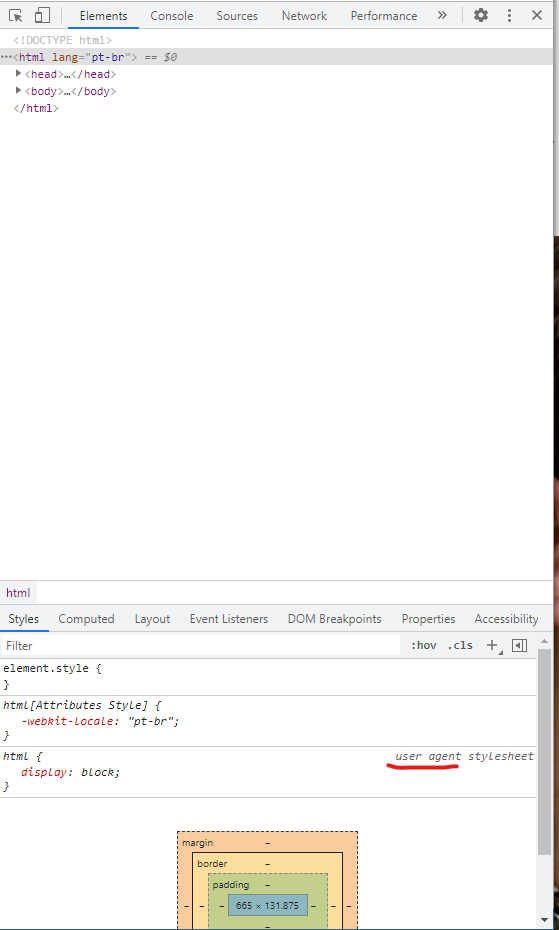 Elements Console Sources Network Performance »
<!DOCTYPE html>
···<html lang="pt-br"> == $0
<head>…</head>
<body>…</body>
</html>
html
Styles Computed Layout Event Listeners DOM Breakpoints Properties Accessibility
Filter :hov .cls +
element.style {
}
html[Attributes Style] {
-webkit-locale: "pt-br";
}
html { user agent stylesheet
display: block;
}
margin –
border –
padding –
– – – 665 × 131.875 – – –
–